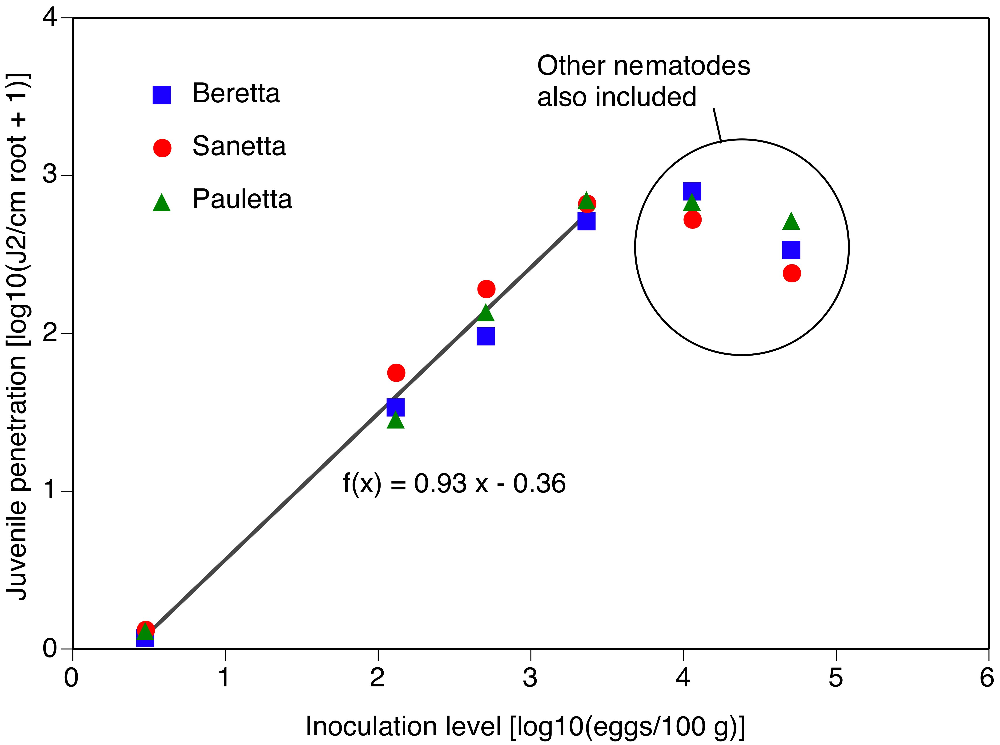 4
3
2
1
0
Juvenile penetration [log10(J2/cm root + 1)]
Beretta
Sanetta
Pauletta
Other nematodes
also included
f(x) = 0.93 x - 0.36
0 1 2 3 4 5 6
Inoculation level [log10(eggs/100 g)]